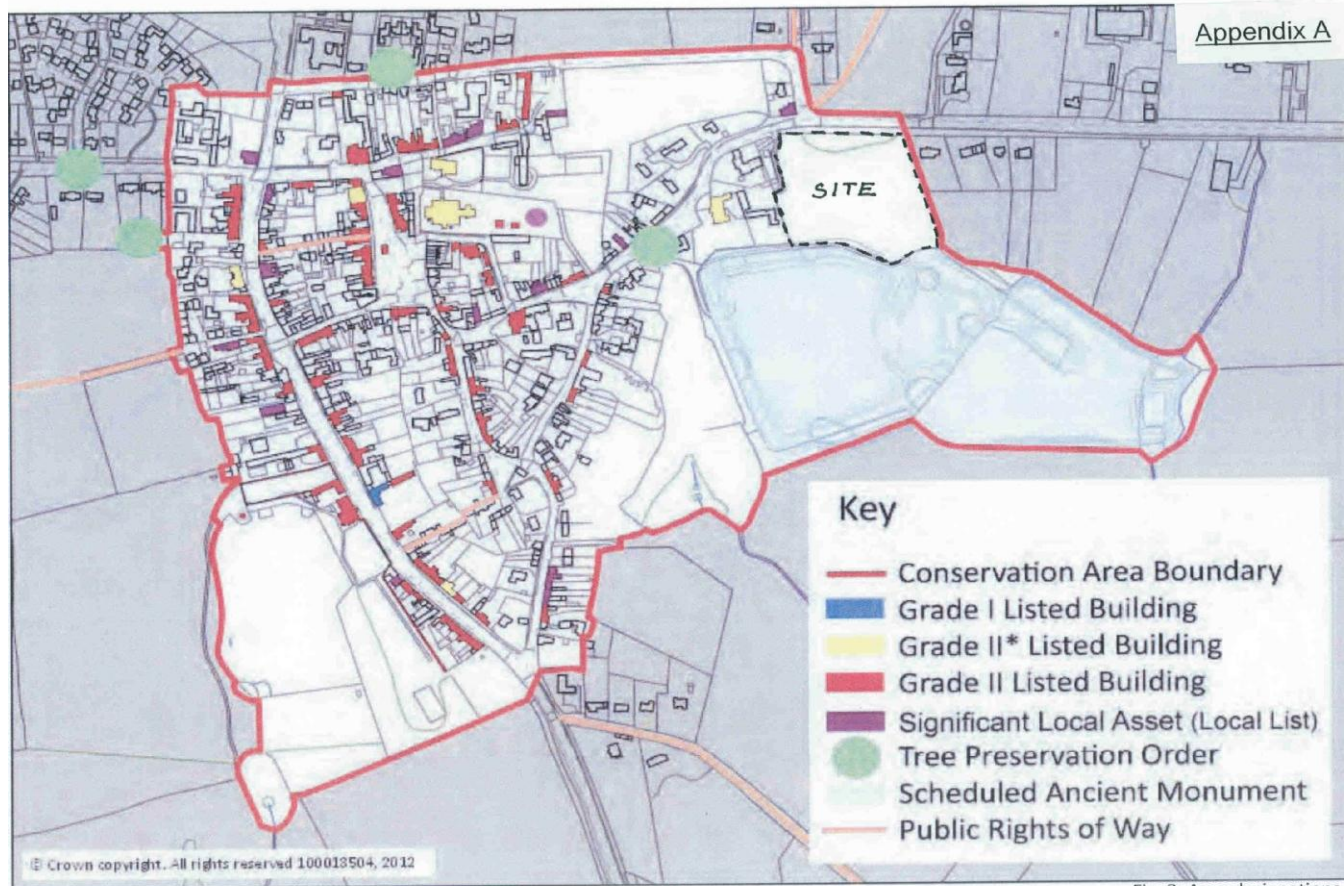 Appendix A
SITE
Key
Conservation Area Boundary
Grade I Listed Building
Grade II* Listed Building
Grade II Listed Building
Significant Local Asset (Local List)
Tree Preservation Order
Scheduled Ancient Monument
Public Rights of Way
© Crown copyright. All rights reserved 100018504, 2012